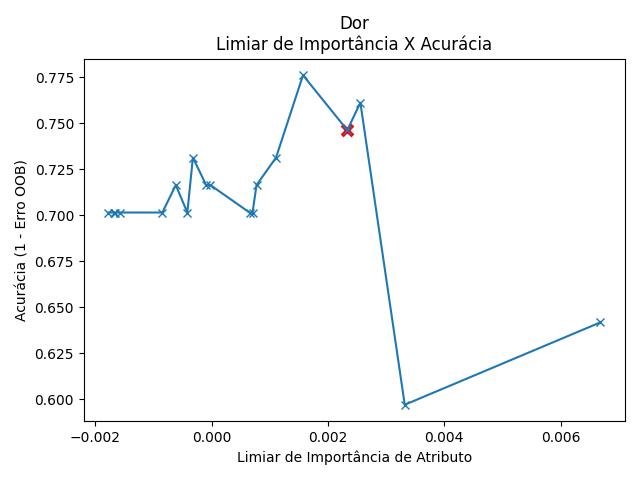 Dor
Limiar de Importância X Acurácia
Acurácia (1 - Erro OOB)
0.775
0.750
0.725
0.700
0.675
0.650
0.625
0.600
−0.002 0.000 0.002 0.004 0.006
Limiar de Importância de Atributo